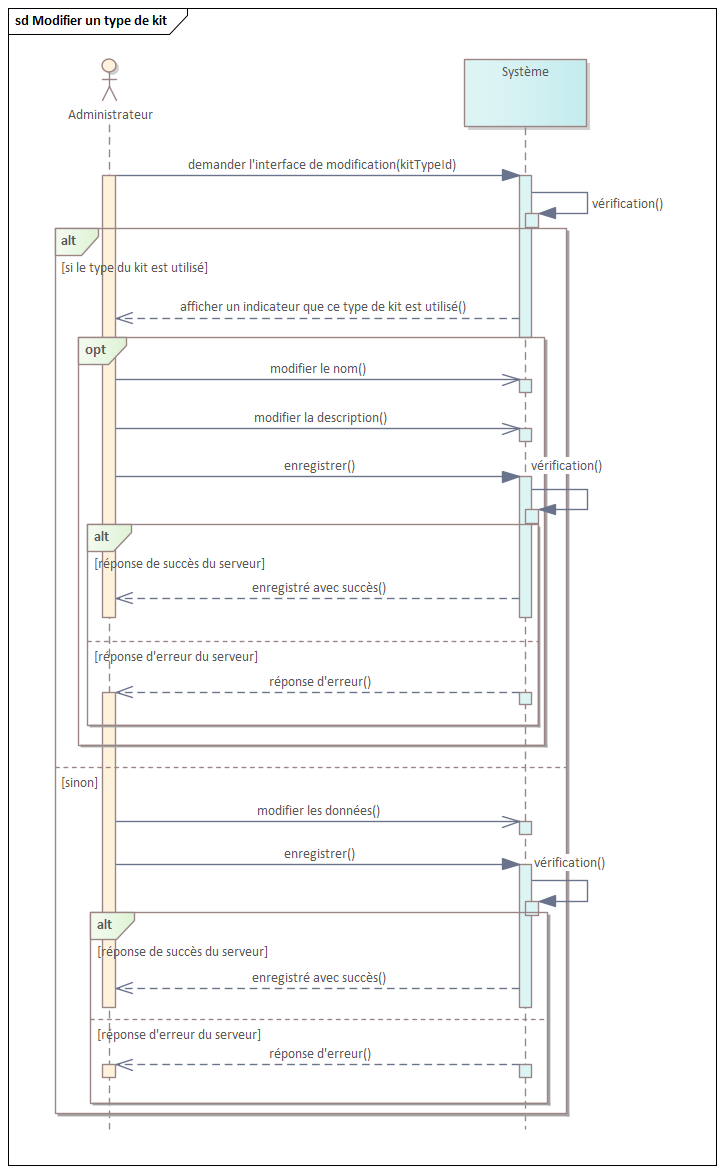 sd Modifier un type de kit
Administrateur
Système
demander l'interface de modification(kitTypeId)
vérification()
alt
[si le type du kit est utilisé]
afficher un indicateur que ce type de kit est utilisé()
opt
modifier le nom()
modifier la description()
enregistrer()
vérification()
alt
[réponse de succès du serveur]
enregistré avec succès()
[réponse d'erreur du serveur]
réponse d'erreur()
[sinon]
modifier les données()
enregistrer()
vérification()
alt
[réponse de succès du serveur]
enregistré avec succès()
[réponse d'erreur du serveur]
réponse d'erreur()